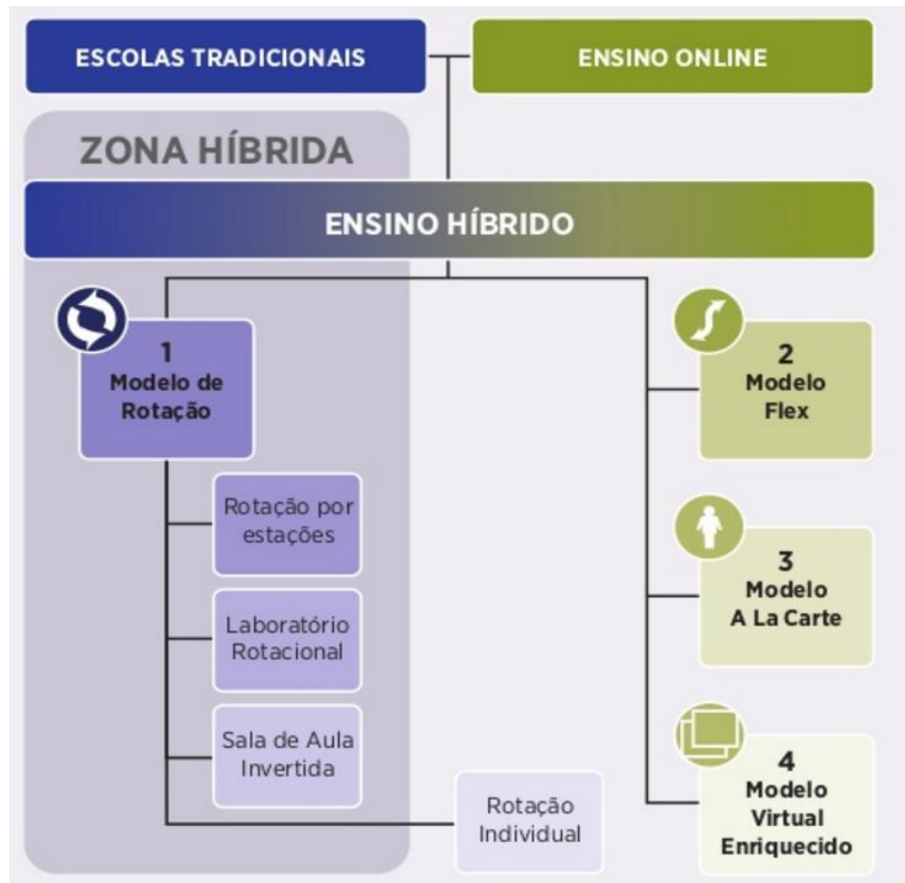 ESCOLAS TRADICIONAIS
ENSINO ONLINE
ZONA HÍBRIDA
ENSINO HÍBRIDO
1
Modelo de
Rotação
Rotação por
estações
Laboratório
Rotacional
Sala de Aula
Invertida
Rotação
Individual
2
Modelo
Flex
3
Modelo
A La Carte
4
Modelo
Virtual
Enriquecido